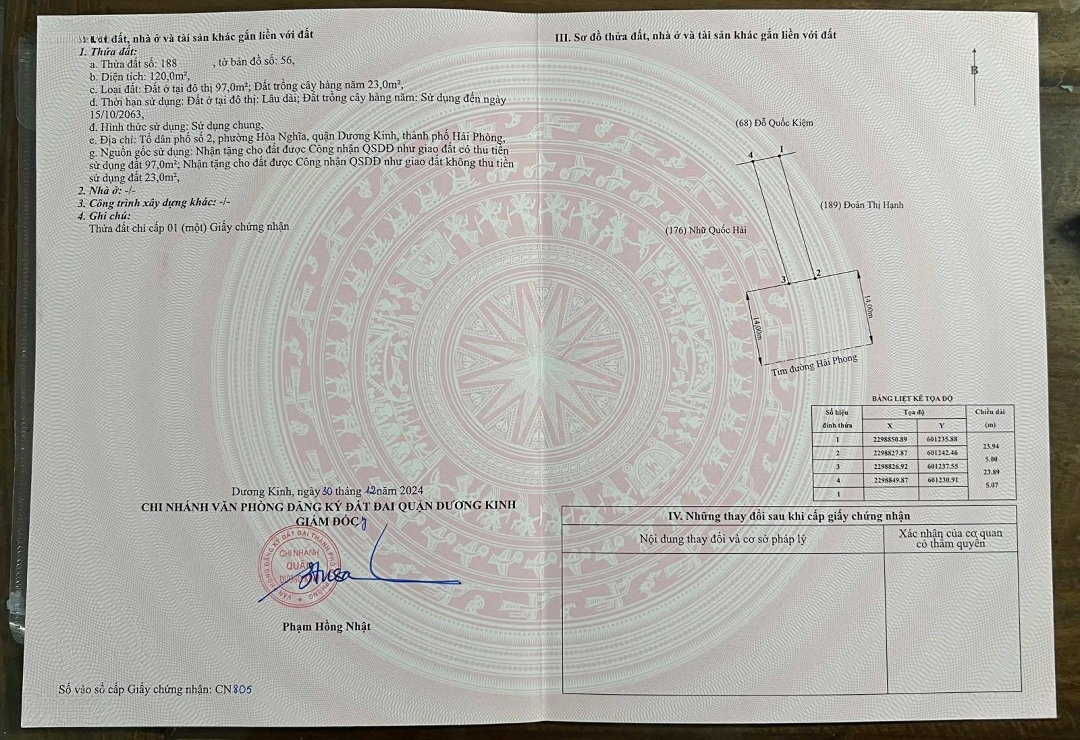 đất, nhà ở và tài sản khác gắn liền với đất
1. Thửa đất:
a. Thửa đất số: 188 , tờ bản đồ số: 56,
b. Diện tích: 120,0m²,
c. Loại đất: Đất ở tại đô thị 97,0m²; Đất trồng cây hàng năm 23,0m²,
d. Thời hạn sử dụng: Đất ở tại đô thị: Lâu dài; Đất trồng cây hàng năm: Sử dụng đến ngày
15/10/2063,
đ. Hình thức sử dụng: Sử dụng chung,
e. Địa chỉ: Tổ dân phố số 2, phường Hòa Nghĩa, quận Dương Kinh, thành phố Hải Phòng,
g. Nguồn gốc sử dụng: Nhận tặng cho đất được Công nhận QSDĐ như giao đất có thu tiền
sử dụng đất 97,0m²; Nhận tặng cho đất được Công nhận QSDĐ như giao đất không thu tiền
sử dụng đất 23,0m²,
2. Nhà ở: -/-
3. Công trình xây dựng khác: -/-
4. Ghi chú:
Thửa đất chỉ cấp 01 (một) Giấy chứng nhận
Dương Kinh, ngày 30 tháng 12 năm 2024
CHI NHÁNH VĂN PHÒNG ĐĂNG KÝ ĐẤT ĐAI QUẬN DƯƠNG KINH
GIÁM ĐỐC
CHI NHÁNH
QUẬN
Phạm Hồng Nhật
Số vào sổ cấp Giấy chứng nhận: CN 805
III. Sơ đồ thửa đất, nhà ở và tài sản khác gắn liền với đất
B
(68) Đỗ Quốc Kiệm
4 1
(189) Đoàn Thị Hạnh
(176) Nhữ Quốc Hải
3 2
14,00m
14,00m
Tim đường Hải Phong
BẢNG LIỆT KÊ TỌA ĐỘ
Số hiệu đỉnh thửa Tọa độ Chiều dài (m)
X Y
1 2298850.89 601235.88
23.94
2 2298827.87 601242.46
5.00
3 2298826.92 601237.55
23.89
4 2298849.87 601230.91
5.07
1
IV. Những thay đổi sau khi cấp giấy chứng nhận
Nội dung thay đổi và cơ sở pháp lý
Xác nhận của cơ quan
có thẩm quyền